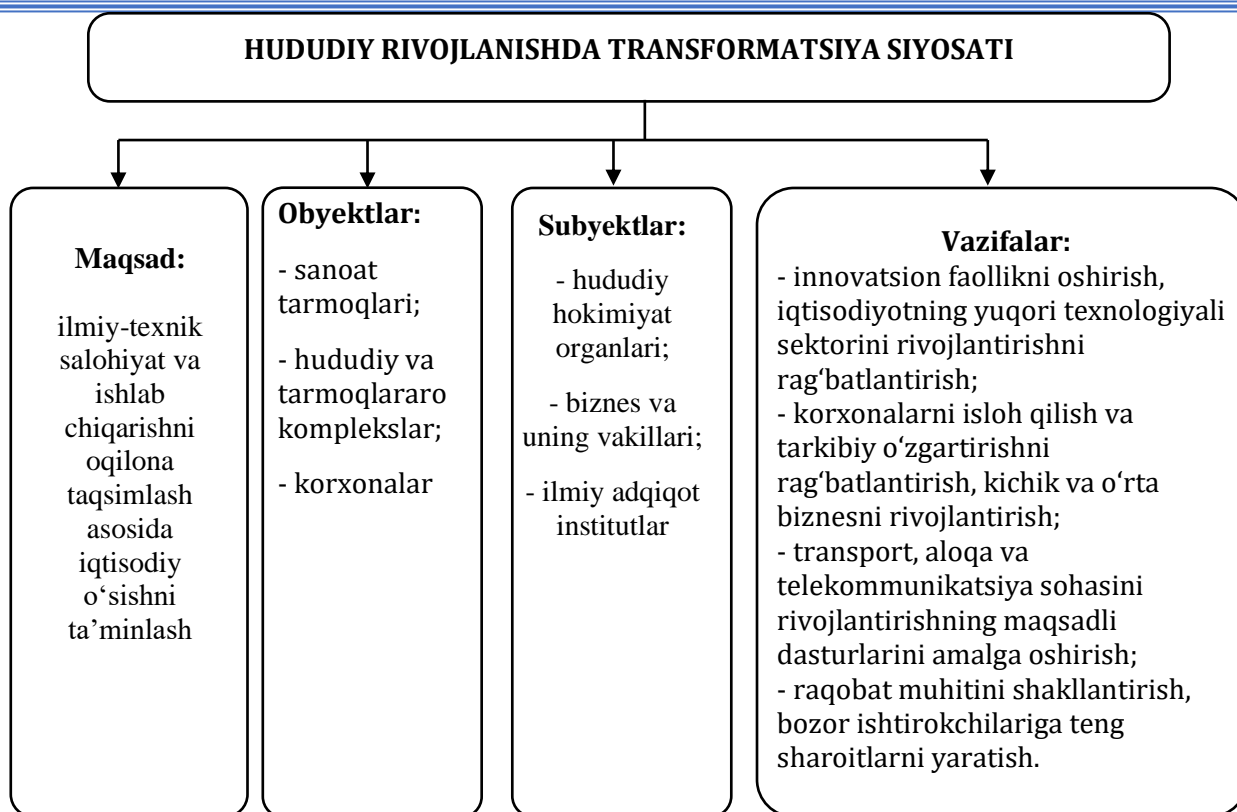 HUDUDIY RIVOJLANISHDA TRANSFORMATSIYA SIYOSATI
Maqsad:
ilmiy-texnik
salohiyat va
ishlab
chiqarishni
oqilona
taqsimlash
asosida
iqtisodiy
o‘sishni
ta’minlash
Obyektlar:
- sanoat
tarmoqlari;
- hududiy va
tarmoqlararo
komplekslar;
- korxonalar
Subyektlar:
- hududiy
hokimiyat
organlari;
- biznes va
uning vakillari;
- ilmiy adqiqot
institutlar
Vazifalar:
- innovatsion faollikni oshirish,
iqtisodiyotning yuqori texnologiyali
sektorini rivojlantirishni
rag‘batlantirish;
- korxonalarni isloh qilish va
tarkibiy o‘zgartirishni
rag‘batlantirish, kichik va o‘rta
biznesni rivojlantirish;
- transport, aloqa va
telekommunikatsiya sohasini
rivojlantirishning maqsadli
dasturlarini amalga oshirish;
- raqobat muhitini shakllantirish,
bozor ishtirokchilariga teng
sharoitlarni yaratish.